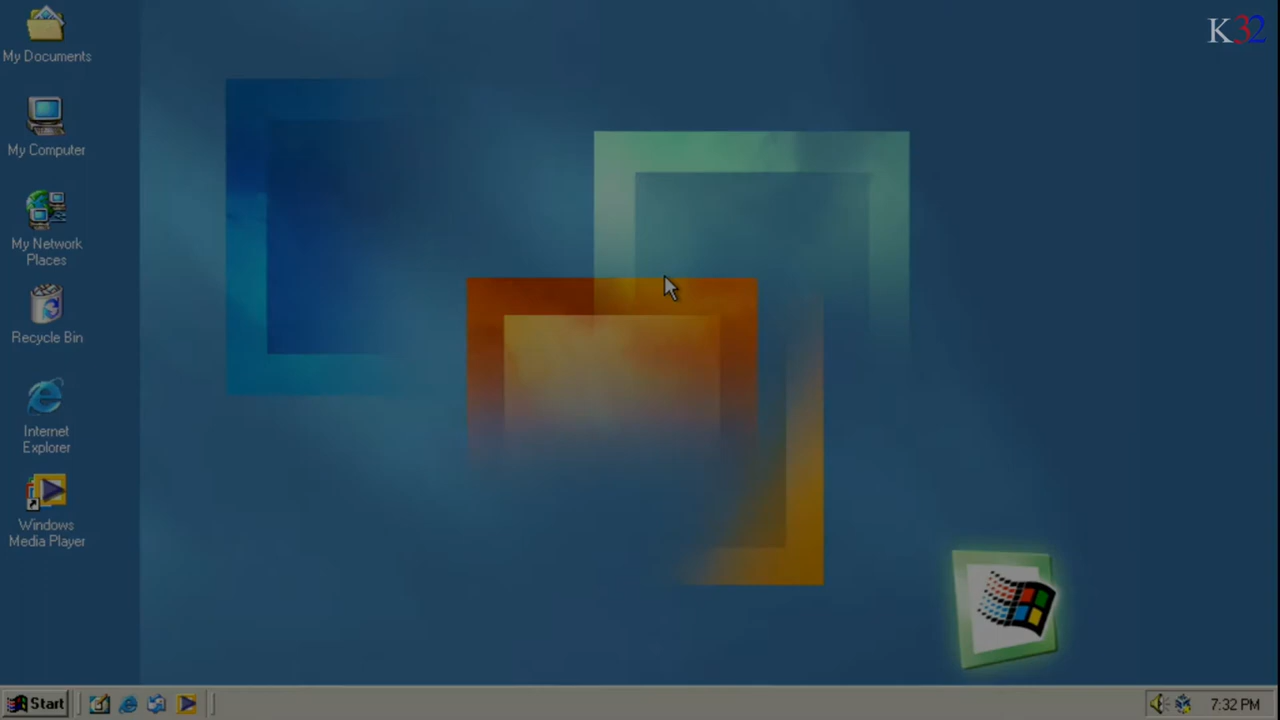 K32
My Documents
My Computer
My Network
Places
Recycle Bin
Internet
Explorer
Windows
Media Player
Start
7:32 PM